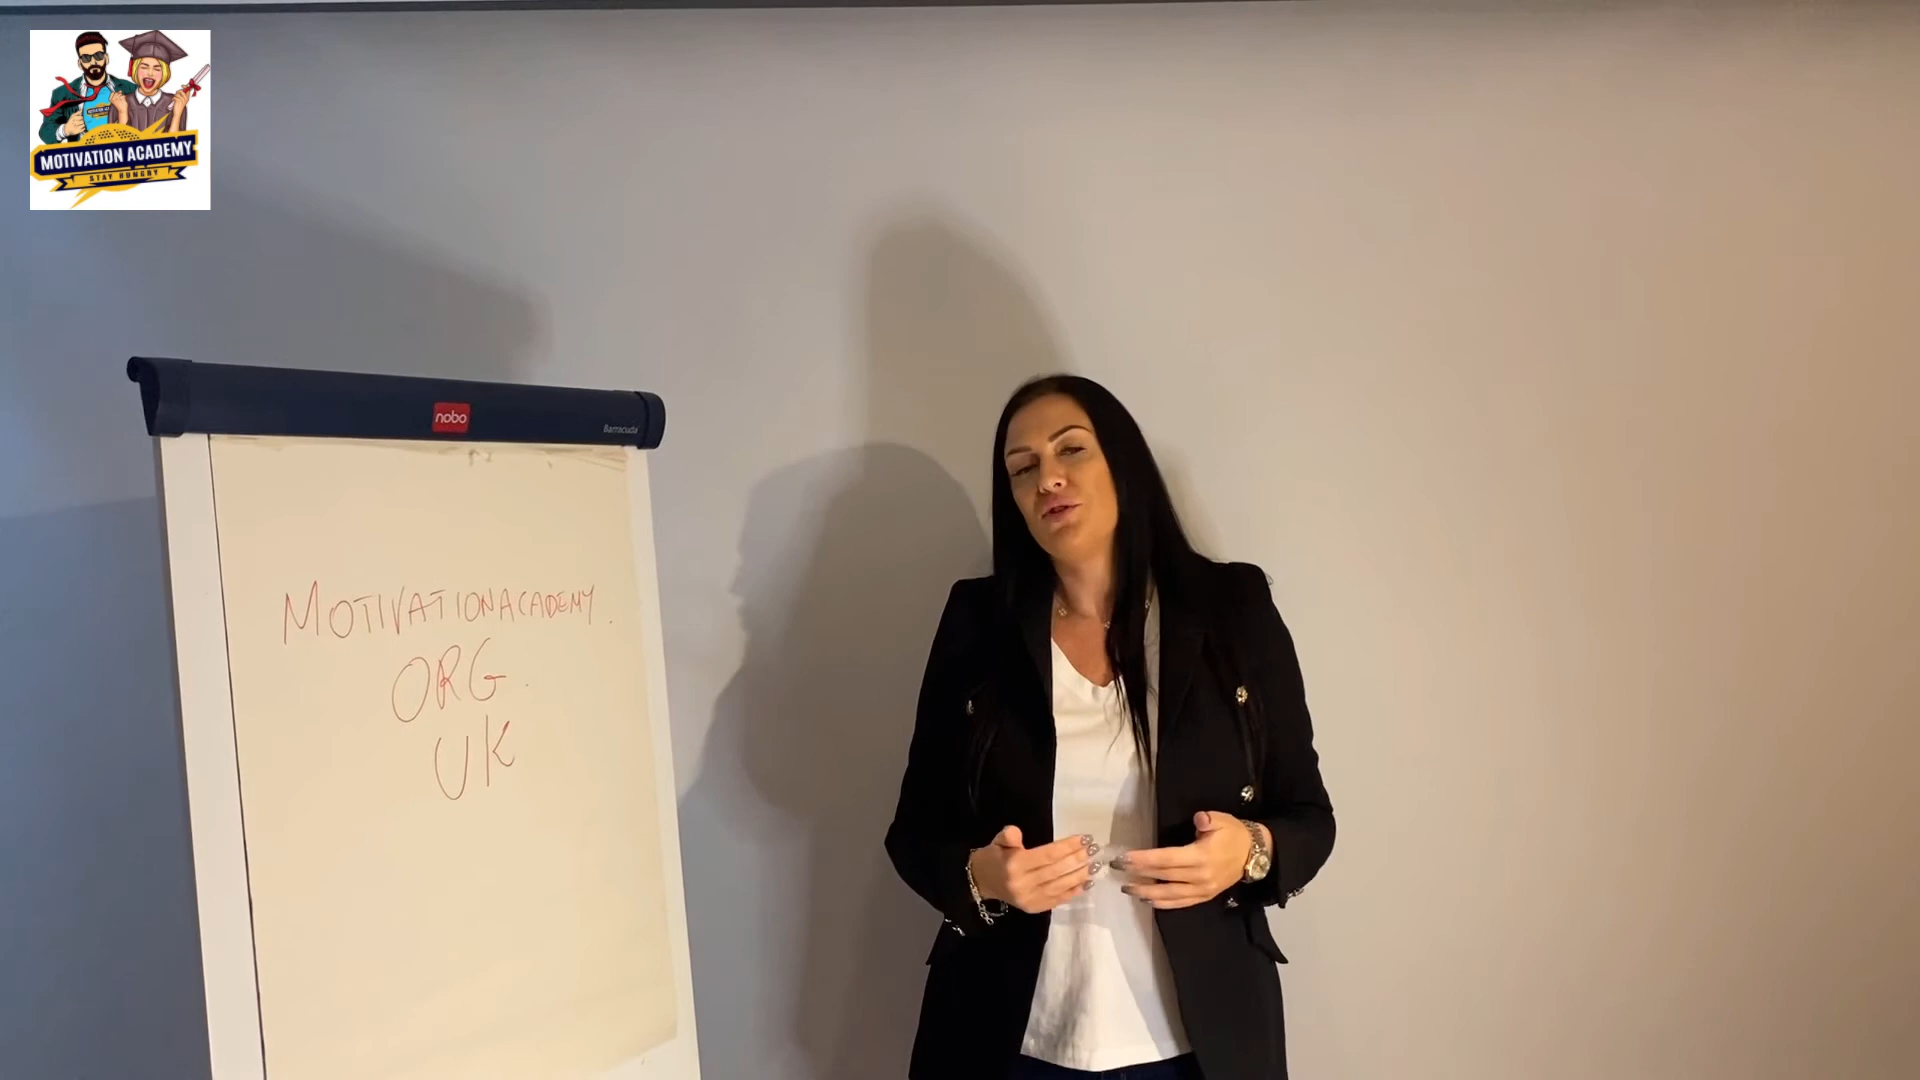 MOTIVATION ACADEMY
STAY HUNGRY
nobo
Barracuda
MOTIVATIONACADEMY.
ORG.
UK